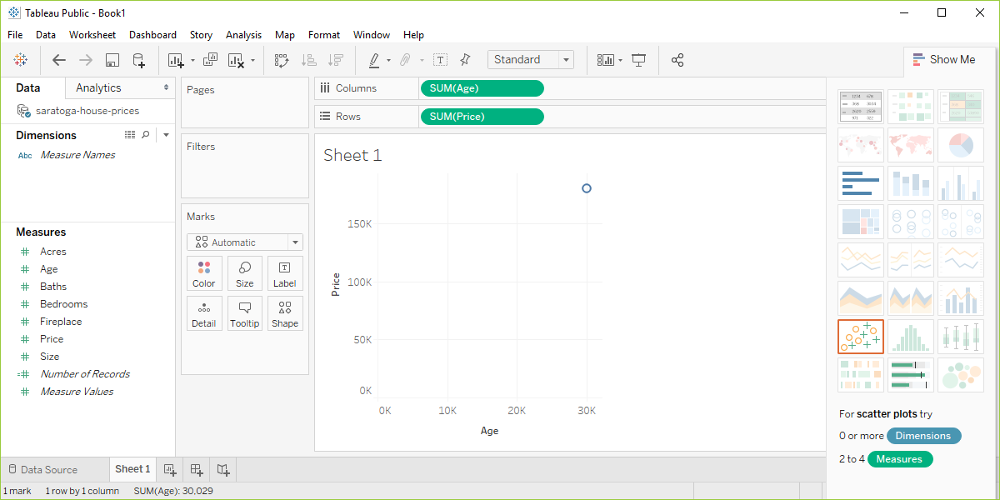 Tableau Public - Book1
File Data Worksheet Dashboard Story Analysis Map Format Window Help
Standard
Show Me
Data Analytics
saratoga-house-prices
Dimensions
Abc Measure Names
Measures
Acres
Age
Baths
Bedrooms
Fireplace
Price
Size
Number of Records
Measure Values
Pages
Filters
Marks
Automatic
Color Size Label
Detail Tooltip Shape
Columns SUM(Age)
Rows SUM(Price)
Sheet 1
150K
100K
50K
0K
Price
0K 10K 20K 30K
Age
For scatter plots try
0 or more Dimensions
2 to 4 Measures
Data Source Sheet 1
1 mark 1 row by 1 column SUM(Age): 30,029